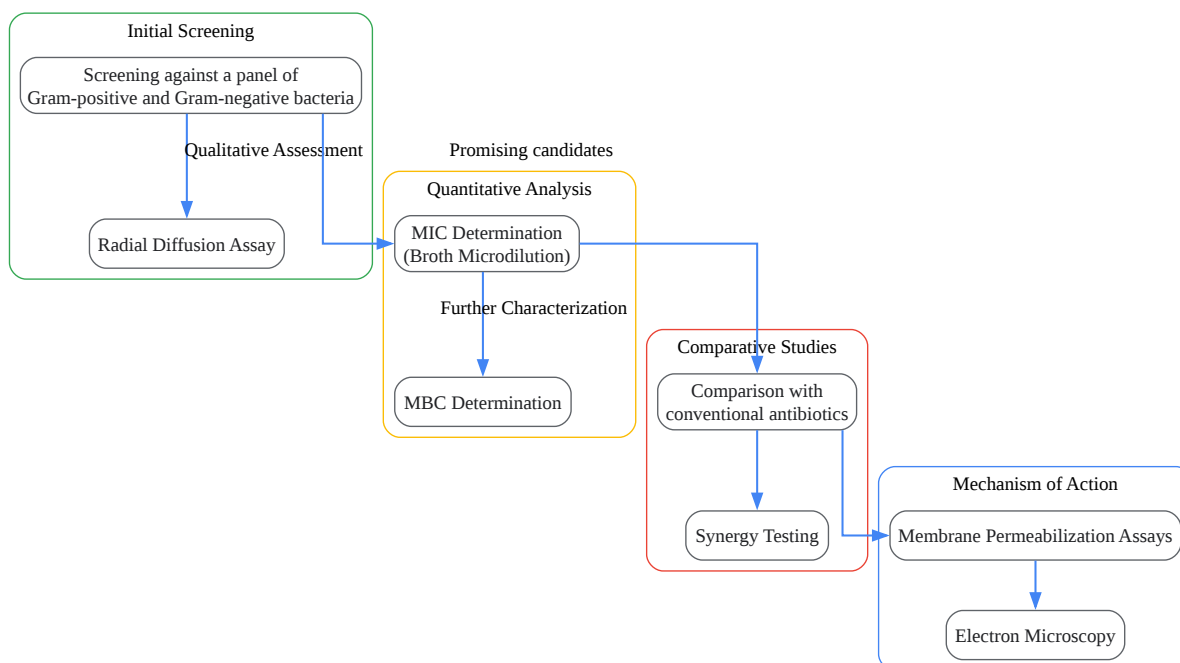 Initial Screening
Screening against a panel of
Gram-positive and Gram-negative bacteria
Qualitative Assessment
Radial Diffusion Assay
Promising candidates
Quantitative Analysis
MIC Determination
(Broth Microdilution)
Further Characterization
MBC Determination
Comparative Studies
Comparison with
conventional antibiotics
Synergy Testing
Mechanism of Action
Membrane Permeabilization Assays
Electron Microscopy